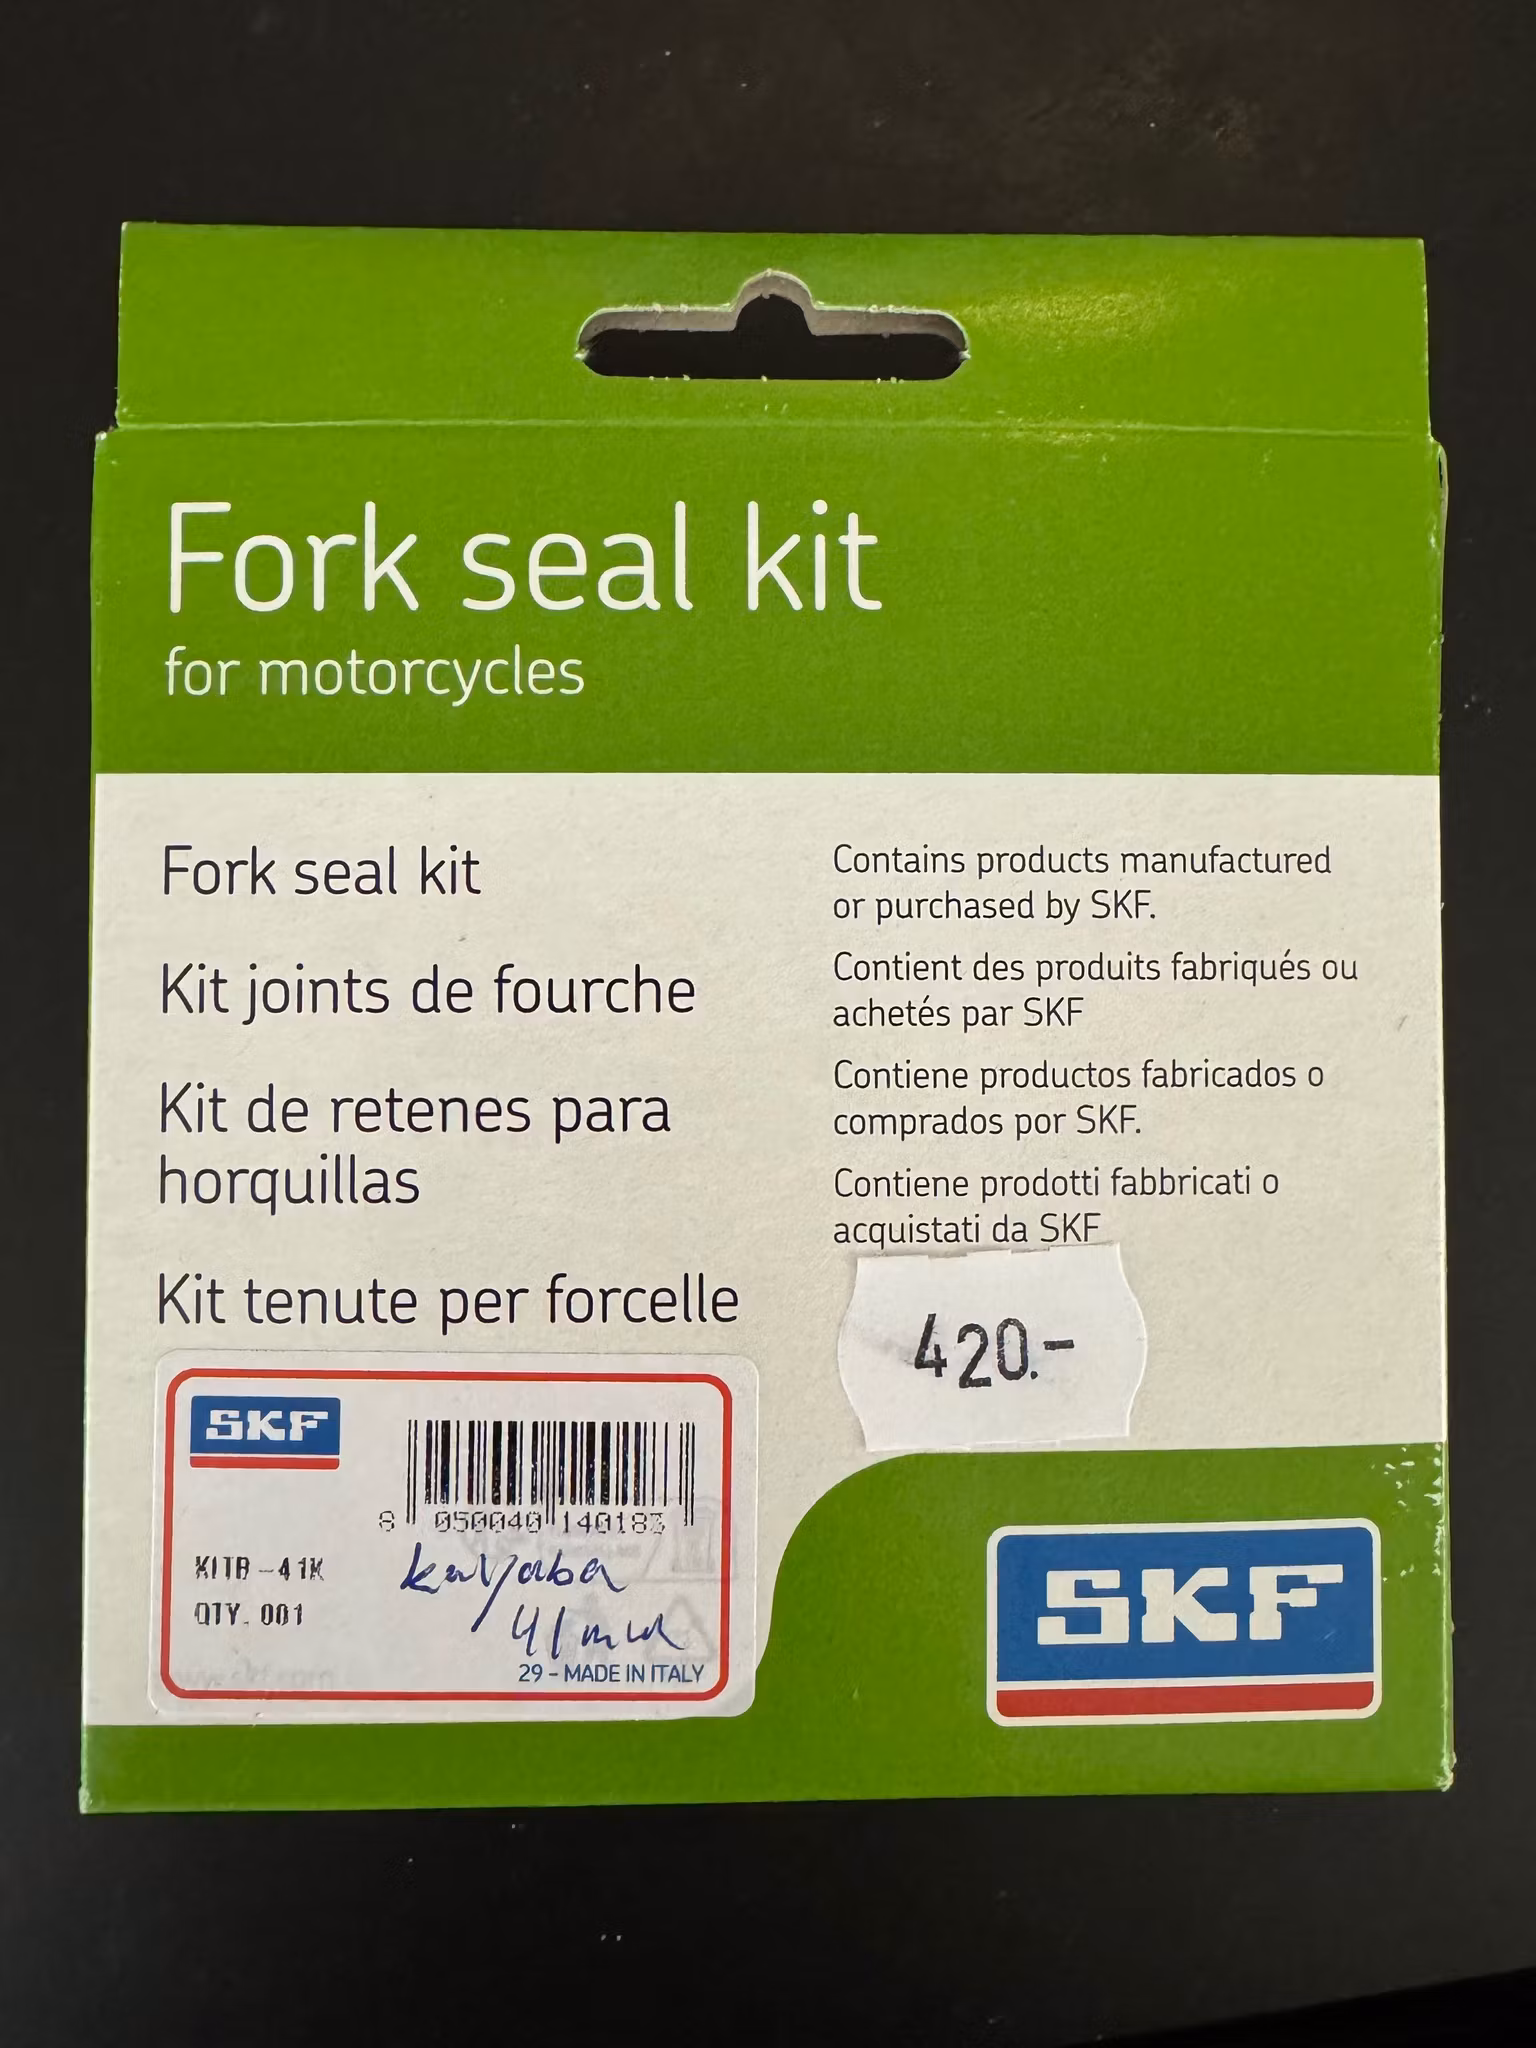 Fork seal kit
for motorcycles
Fork seal kit
Kit joints de fourche
Kit de retenes para
horquillas
Kit tenute per forcelle
Contains products manufactured
or purchased by SKF.
Contient des produits fabriqués ou
achetés par SKF
Contiene productos fabricados o
comprados por SKF.
Contiene prodotti fabbricati o
acquistati da SKF
420.-
SKF
8 050040 140183
KITB-41K
QTY. 001
kayaba
41mm
29 - MADE IN ITALY
SKF